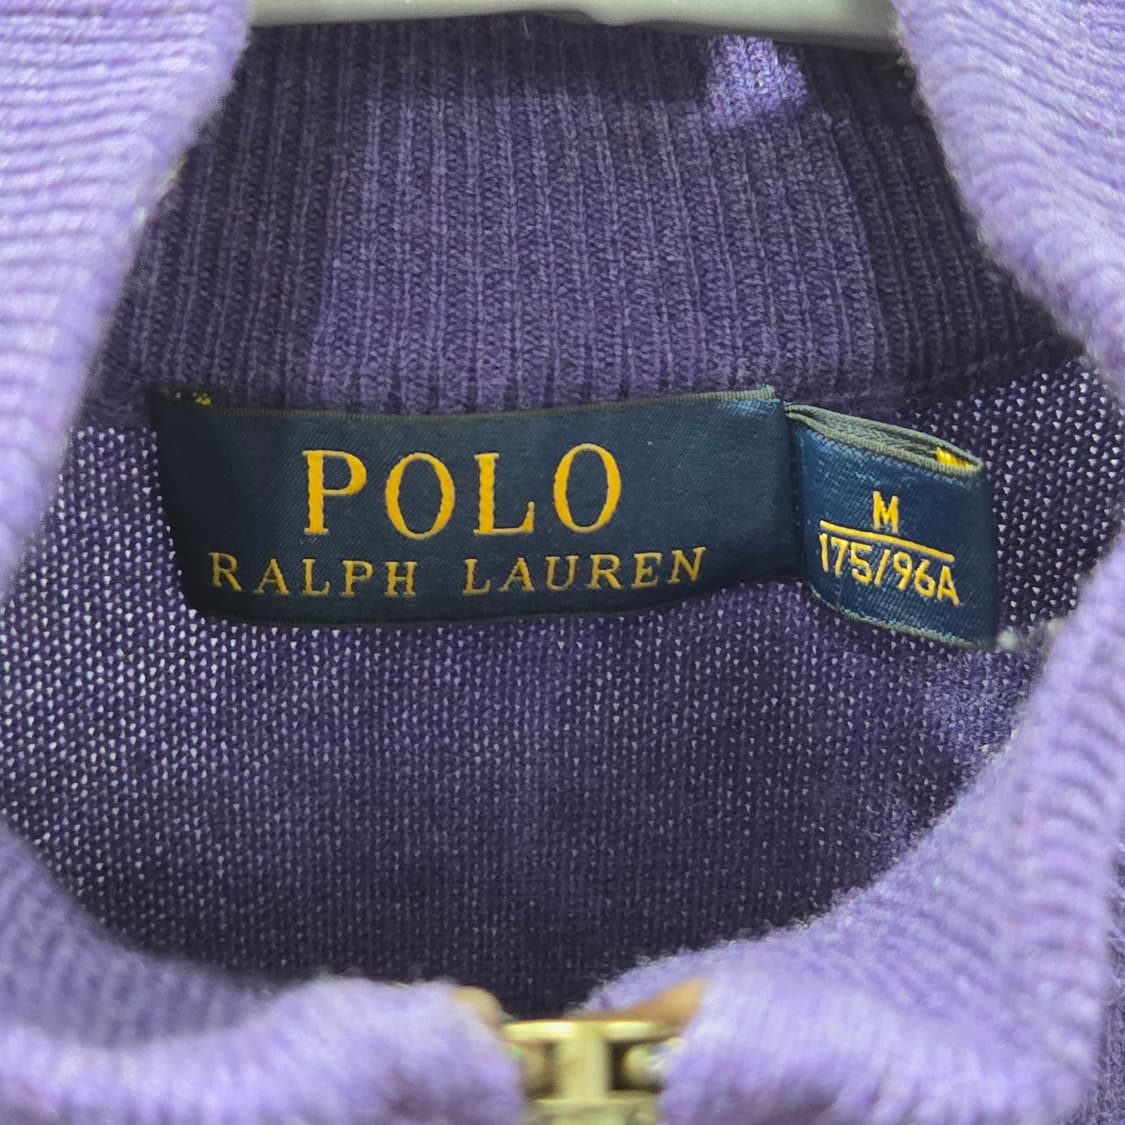 POLO
RALPH LAUREN
M
175/96A